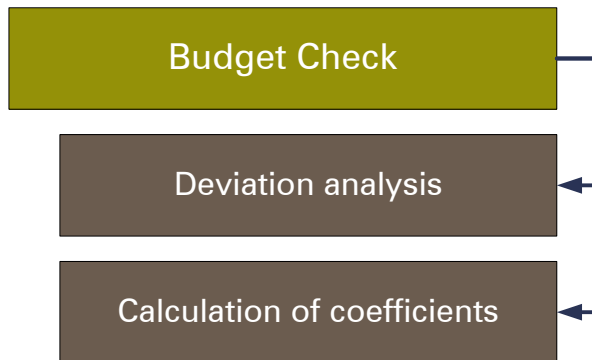 Budget Check
Deviation analysis
Calculation of coefficients